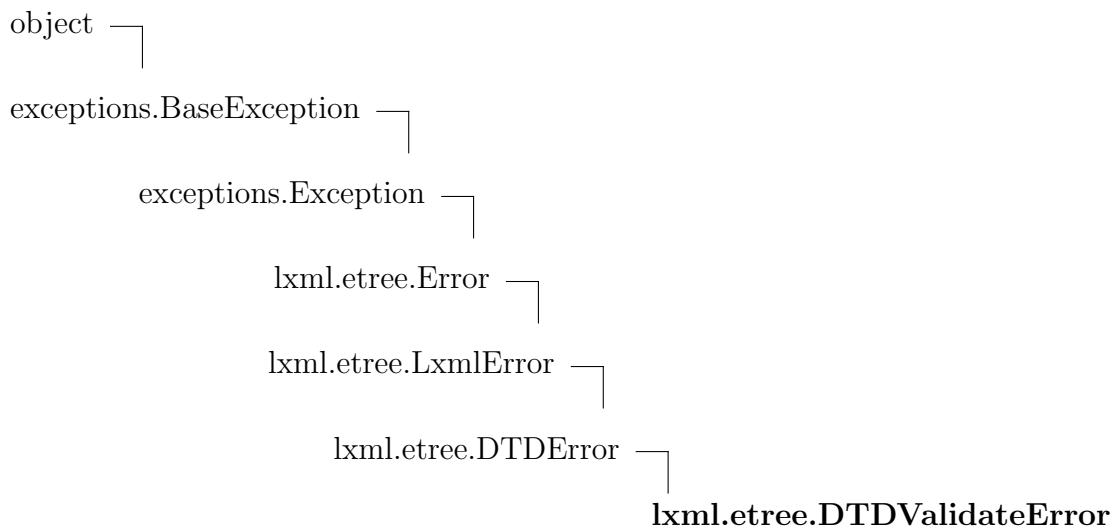 object
exceptions.BaseException
exceptions.Exception
lxml.etree.Error
lxml.etree.LxmlError
lxml.etree.DTDError
lxml.etree.DTDValidateError